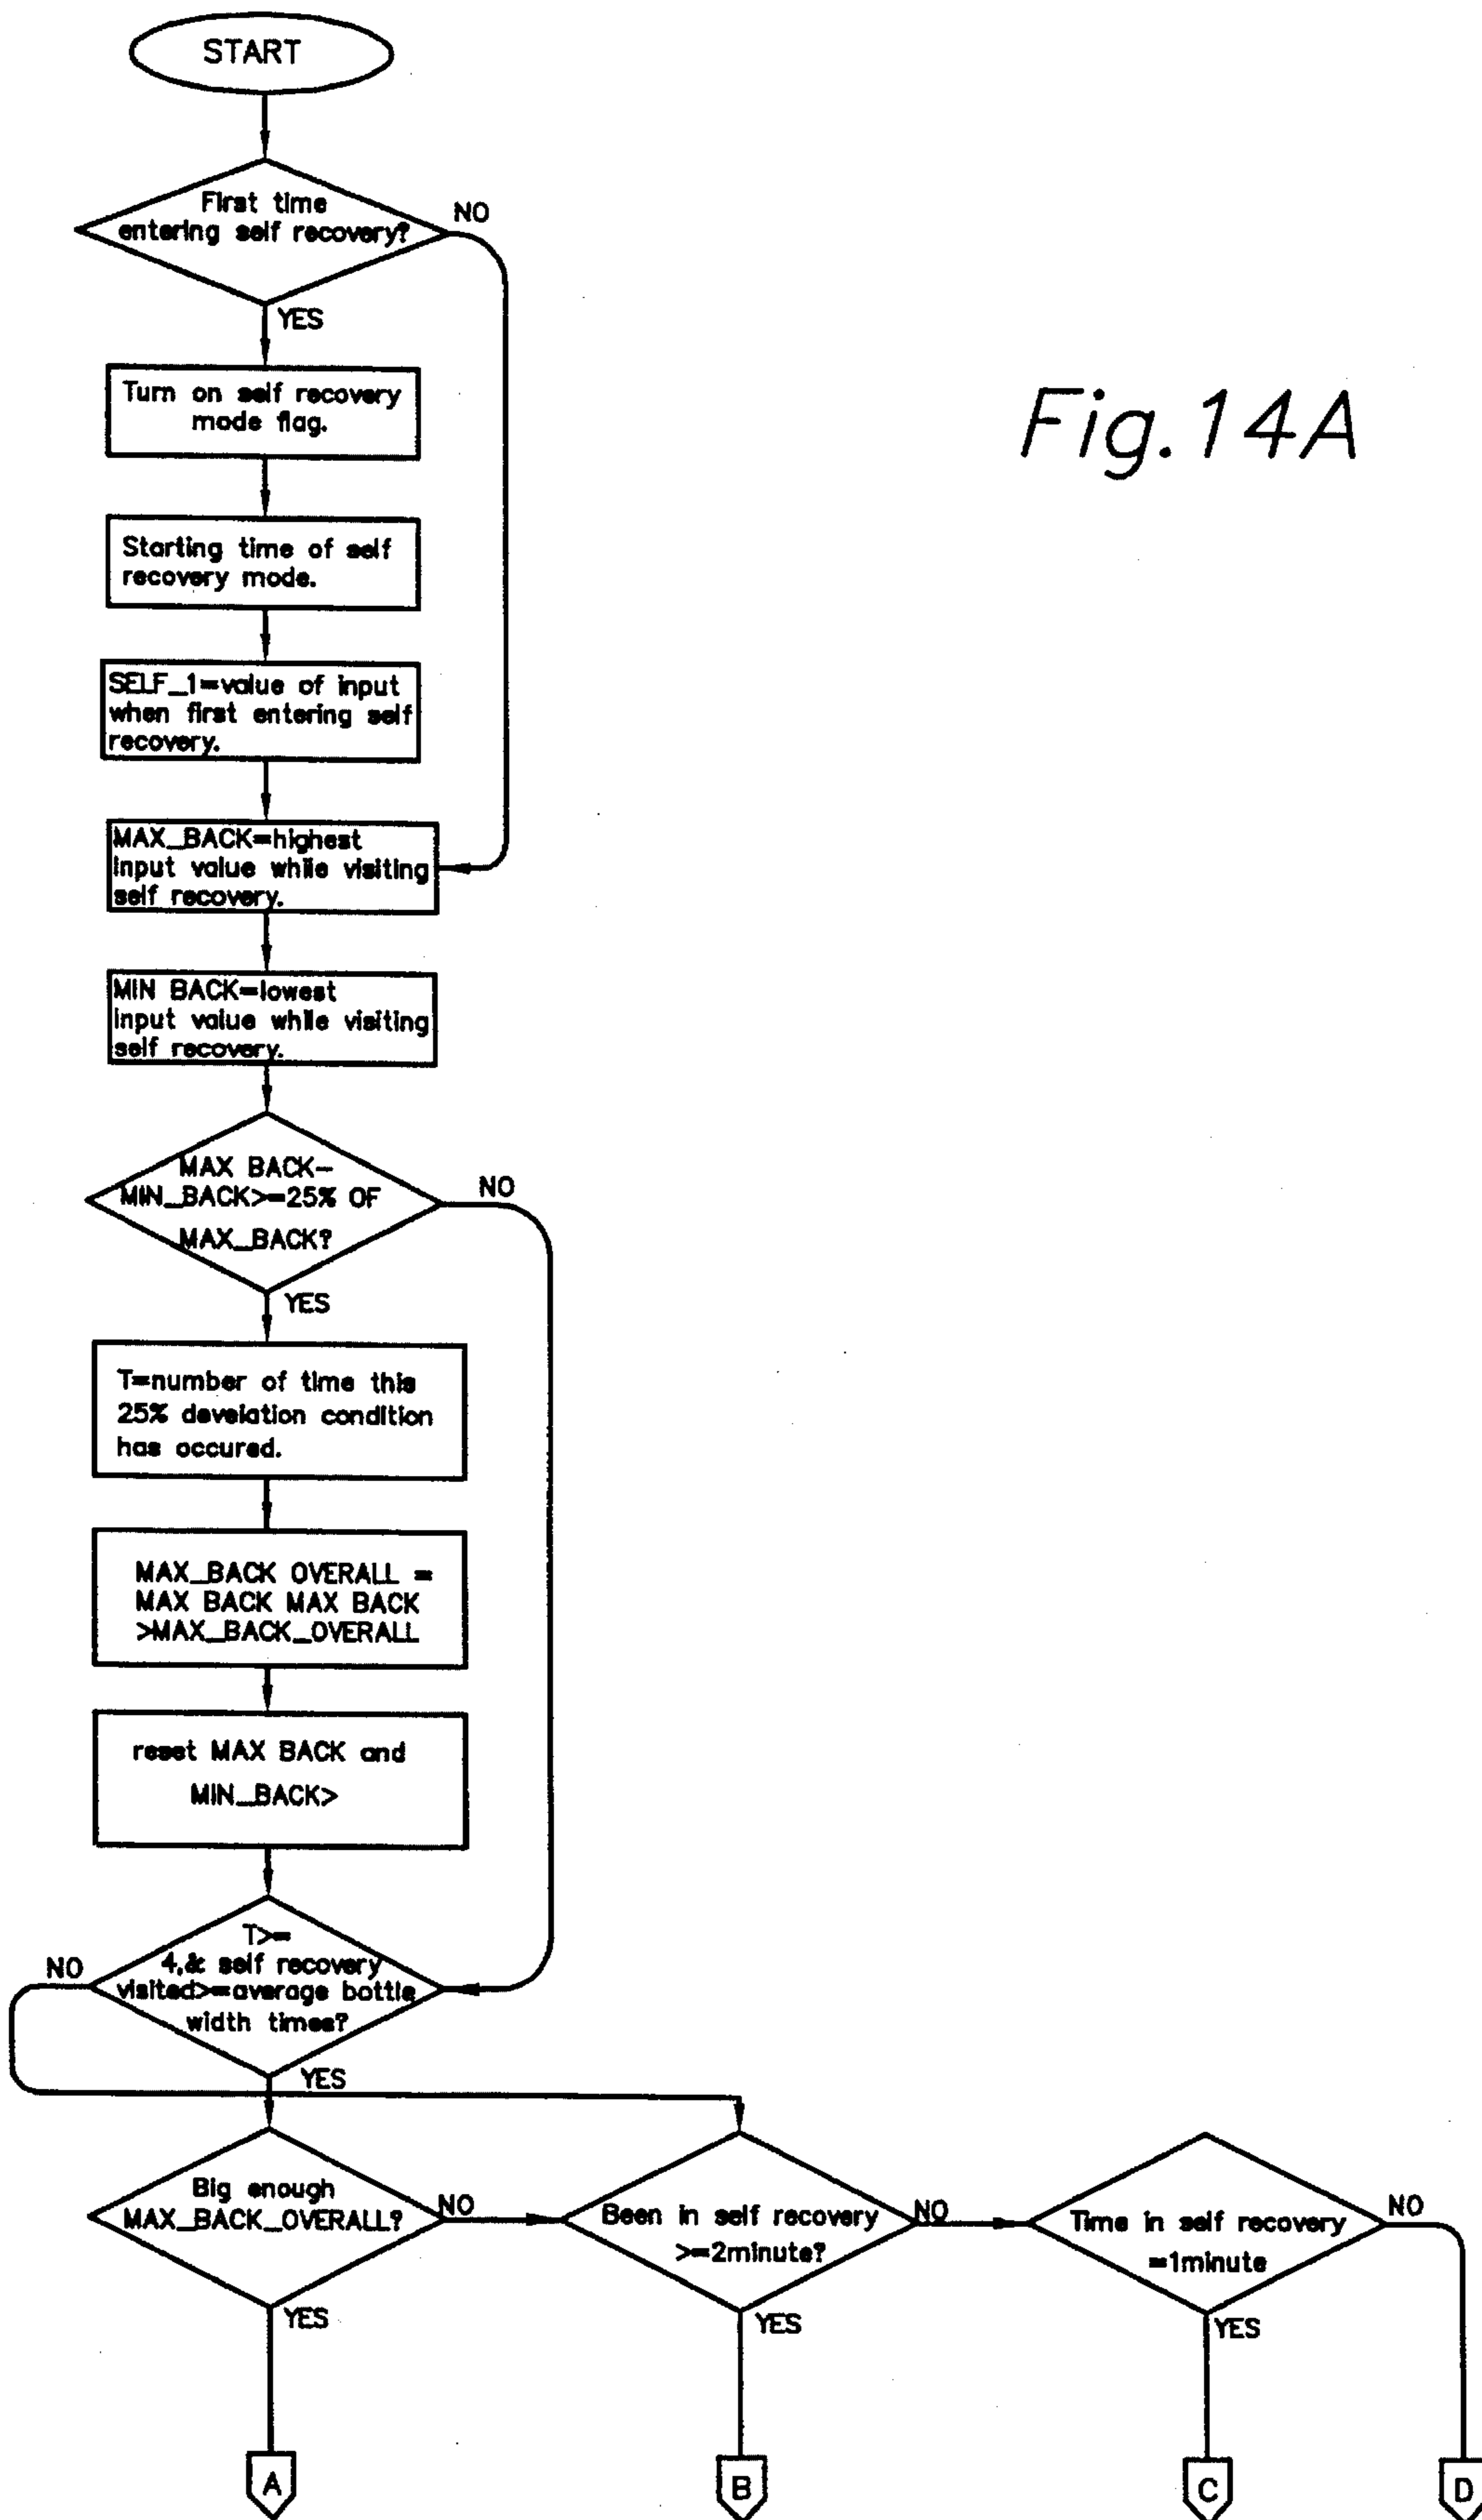 START
First time
entering self recovery?
NO
YES
Fig.14A
Turn on self recovery
mode flag.
Starting time of self
recovery mode.
SELF_1=value of input
when first entering self
recovery.
MAX_BACK=highest
input value while visiting
self recovery.
MIN BACK=lowest
input value while visiting
self recovery.
MAX BACK-
MIN_BACK>=25% OF
MAX_BACK?
NO
YES
T=number of time this
25% develation condition
has occured.
MAX_BACK OVERALL =
MAX BACK MAX BACK
>MAX_BACK_OVERALL
reset MAX BACK and
MIN_BACK>
T>=
4,& self recovery
visited>=average bottle
width times?
NO
YES
Big enough
MAX_BACK_OVERALL?
NO
YES
Been in self recovery
>=2minute?
NO
YES
Time in self recovery
=1minute
NO
YES
A
B
C
D